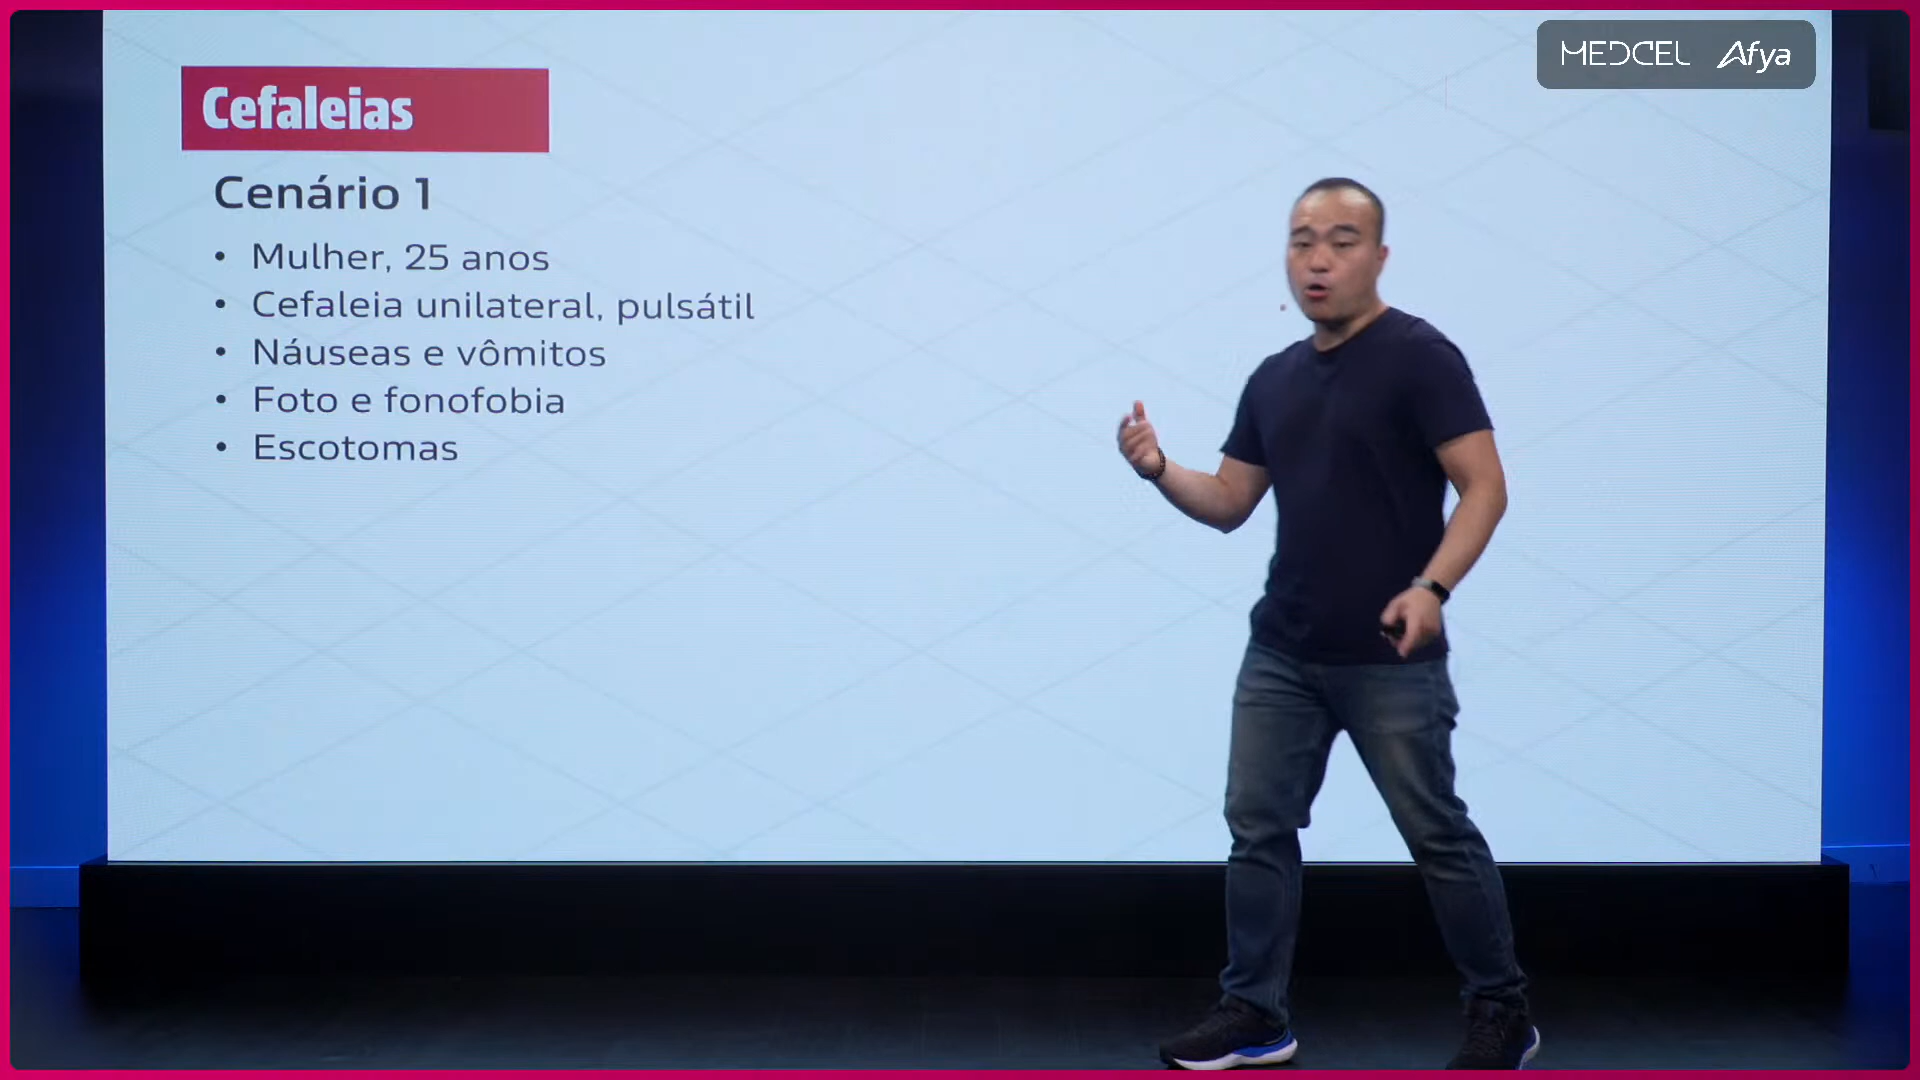 MEDCEL Afya
Cefaleias
Cenário 1
• Mulher, 25 anos
• Cefaleia unilateral, pulsátil
• Náuseas e vômitos
• Foto e fonofobia
• Escotomas